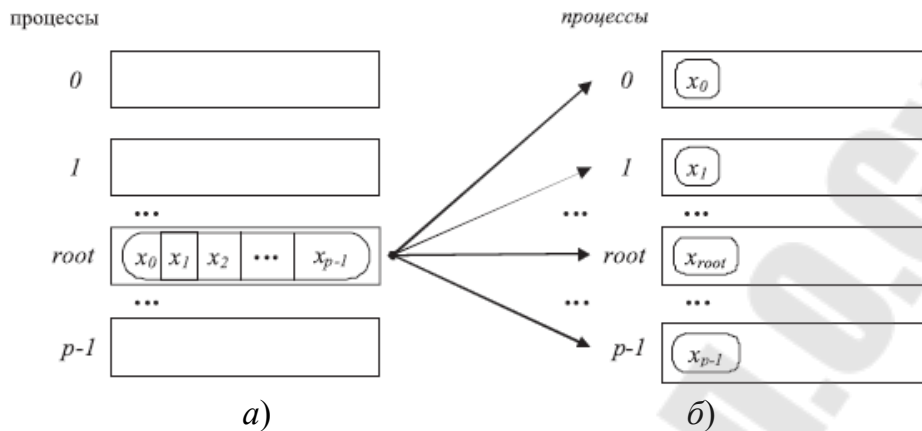 процессы процессы
0 0 x₀
1 1 x₁
... ... ...
root x₀ x₁ x₂ ... xₚ₋₁ root x_root
... ... ...
p-1 p-1 xₚ₋₁
а) б)